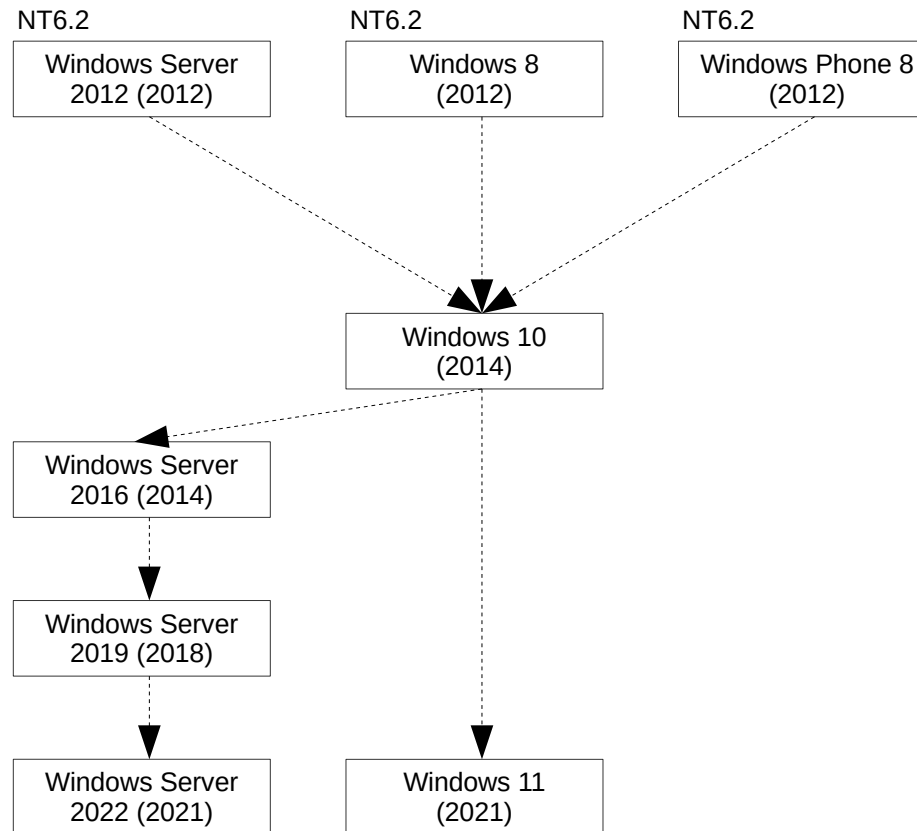 NT6.2
NT6.2
NT6.2
Windows Server
2012 (2012)
Windows 8
(2012)
Windows Phone 8
(2012)
Windows 10
(2014)
Windows Server
2016 (2014)
Windows Server
2019 (2018)
Windows Server
2022 (2021)
Windows 11
(2021)